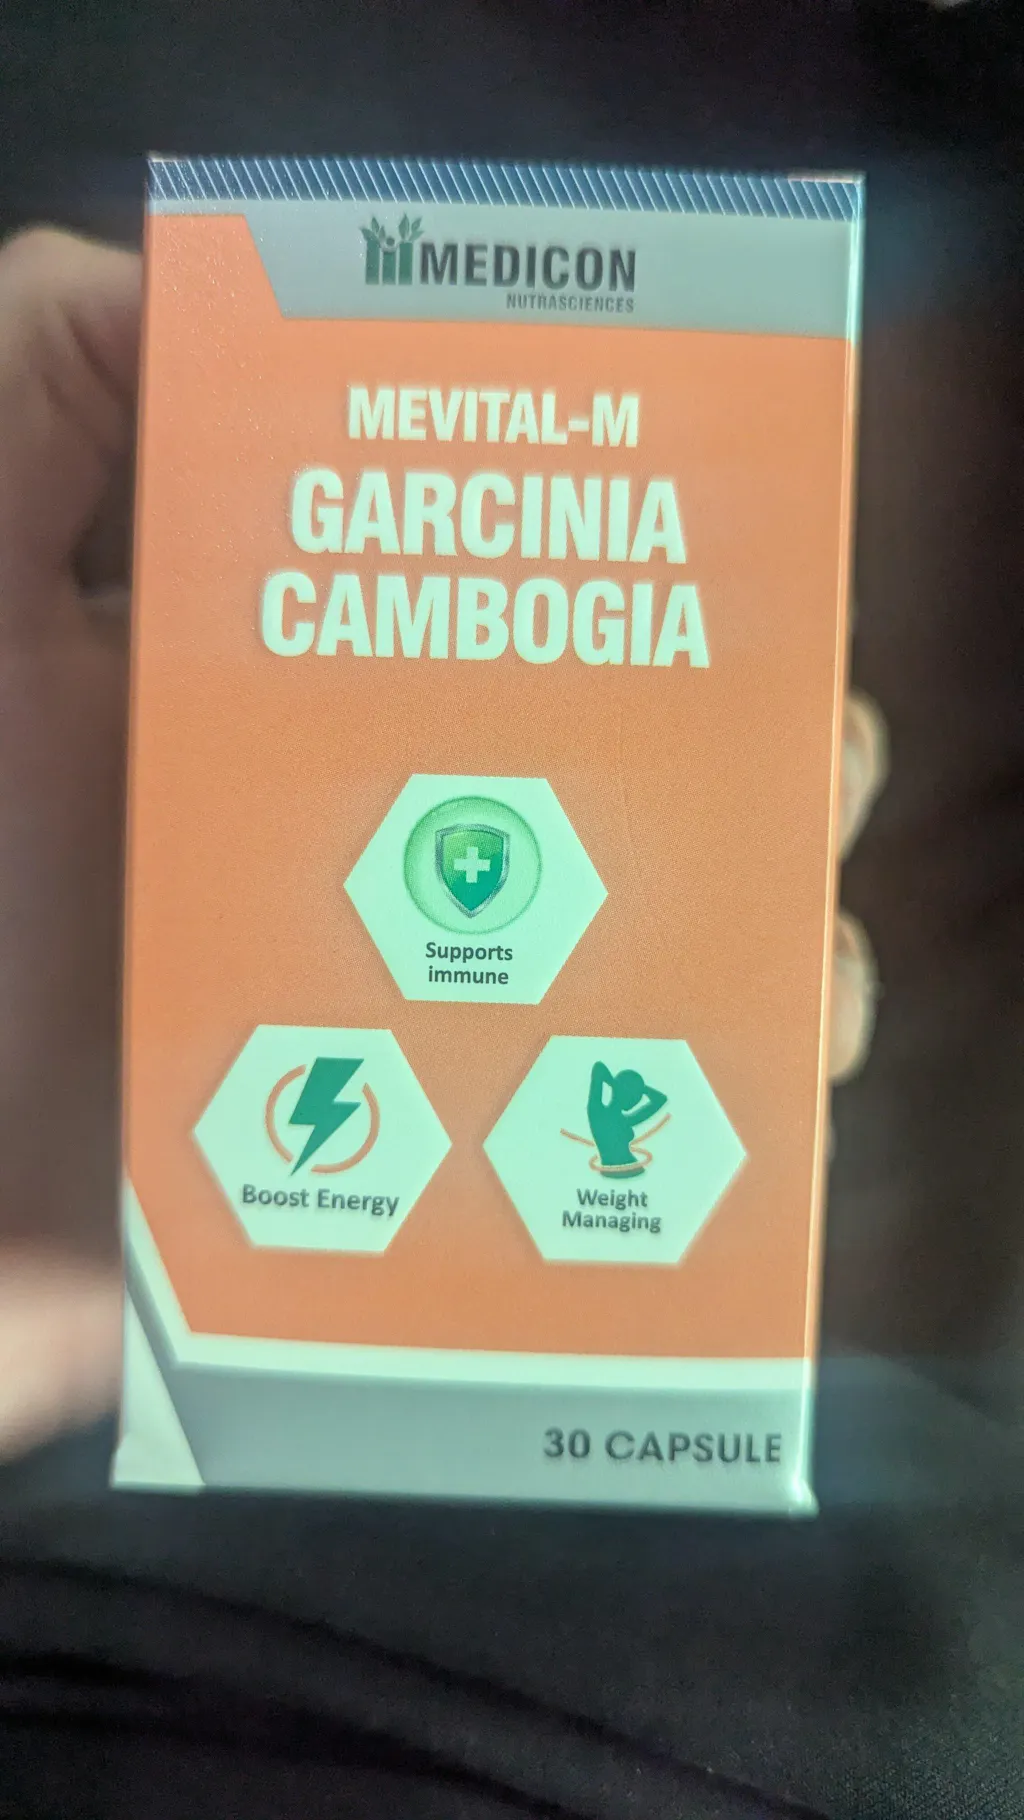 MEDICON
NUTRASCIENCES
MEVITAL-M
GARCINIA
CAMBOGIA
Supports
immune
Boost Energy
Weight
Managing
30 CAPSULE